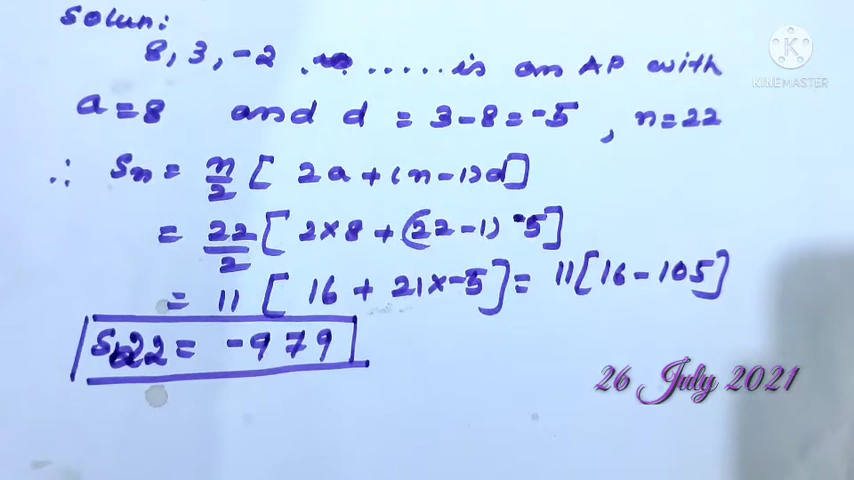 Solun:
8, 3, -2 ........ is an AP with
a = 8 and d = 3 - 8 = -5 , n = 22
∴ Sn = n/2 [ 2a + (n-1)d]
= 22/2 [ 2×8 + (22-1) -5]
= 11 [ 16 + 21×-5] = 11[16 - 105]
S22 = -979
KINEMASTER
26 July 2021